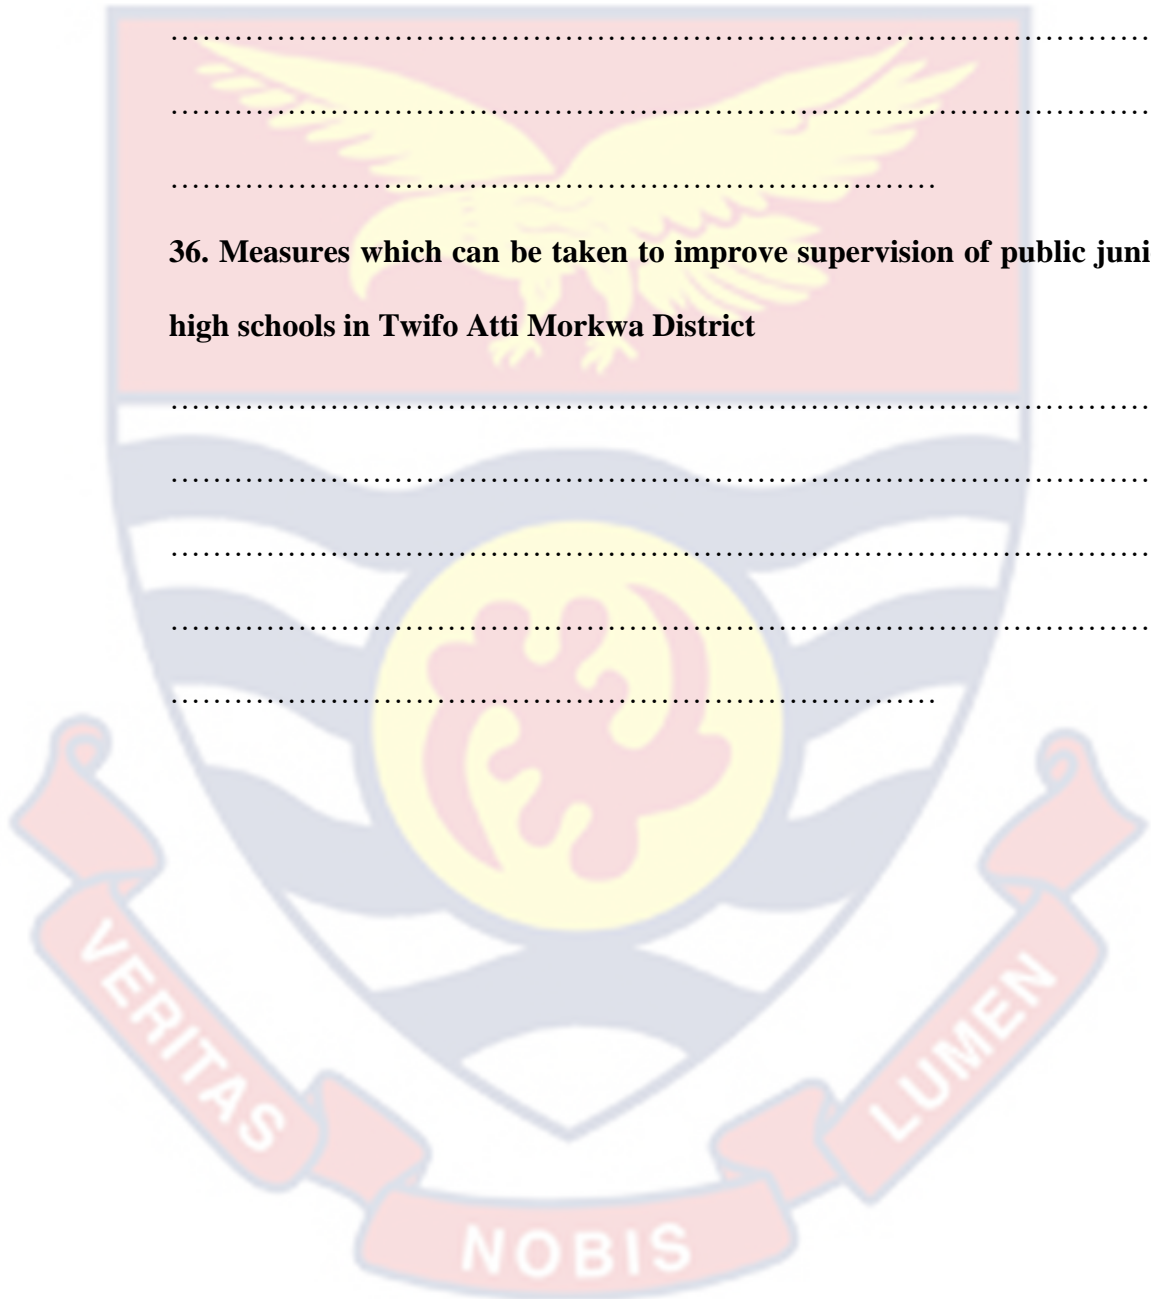 ………………………………………………………………………………………
………………………………………………………………………………………
……………………………………………………………………
36. Measures which can be taken to improve supervision of public juni
high schools in Twifo Atti Morkwa District
………………………………………………………………………………………
………………………………………………………………………………………
………………………………………………………………………………………
………………………………………………………………………………………
……………………………………………………………………
VERITAS
NOBIS
LUMEN